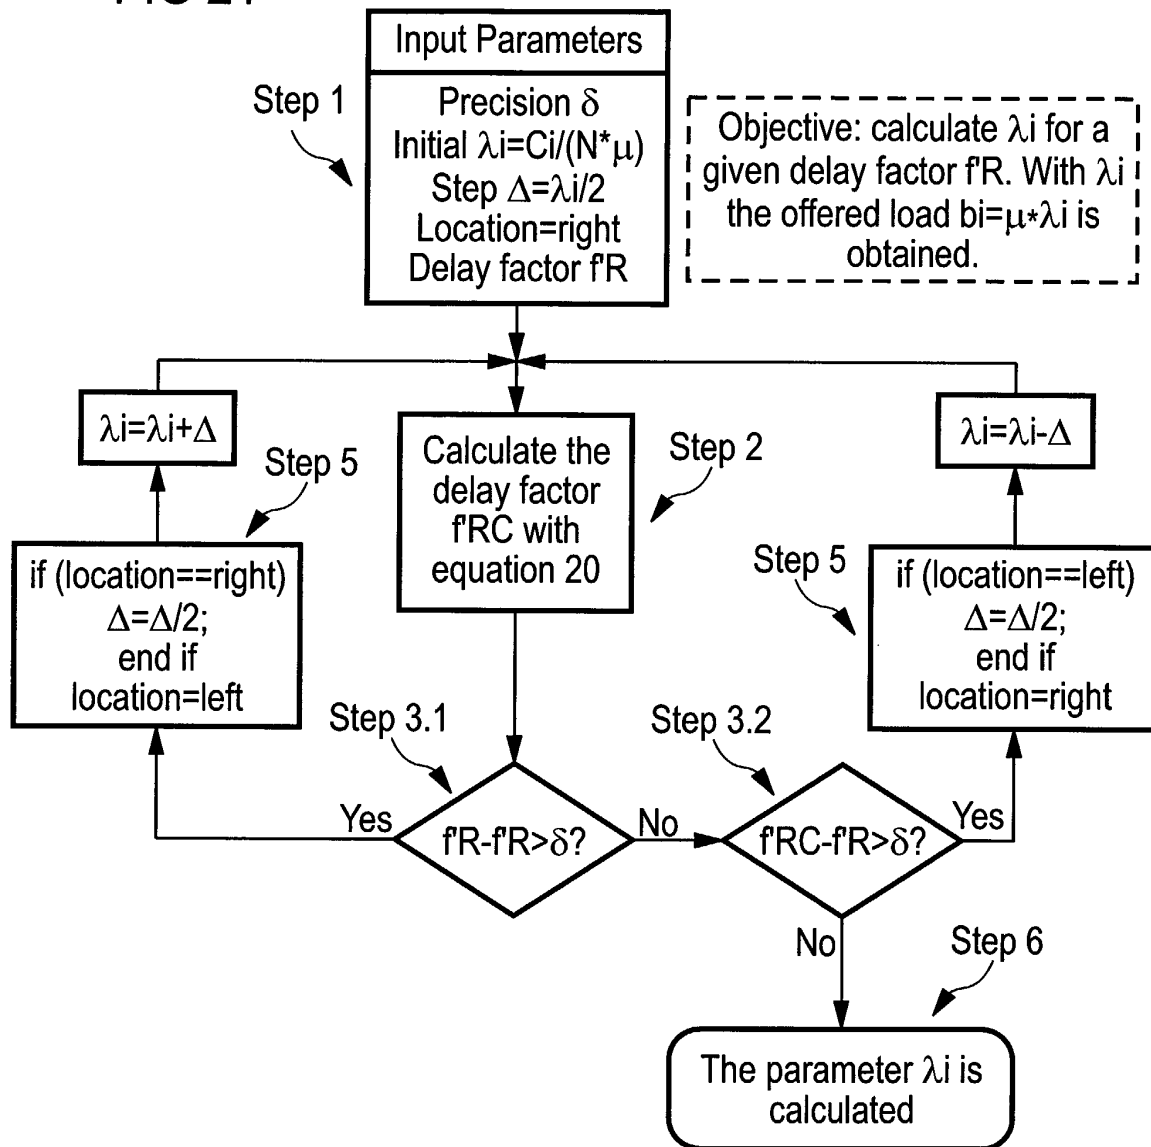 Input Parameters
Step 1
Precision δ
Initial λi=Ci/(N*μ)
Step Δ=λi/2
Location=right
Delay factor f'R
Objective: calculate λi for a
given delay factor f'R. With λi
the offered load bi=μ*λi is
obtained.
λi=λi+Δ
λi=λi-Δ
Step 5
Calculate the
delay factor
f'RC with
equation 20
Step 2
if (location==right)
Δ=Δ/2;
end if
location=left
Step 5
if (location==left)
Δ=Δ/2;
end if
location=right
Step 3.1
Step 3.2
Yes
f'R-f'R>δ?
No
f'RC-f'R>δ?
Yes
No
Step 6
The parameter λi is
calculated